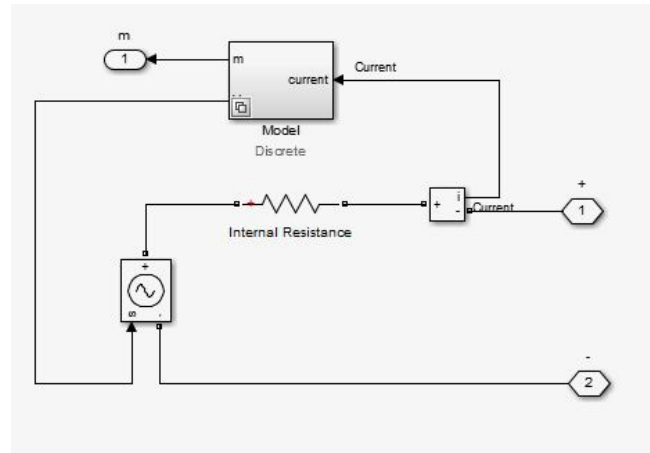 m
1
m
current
Current
Model
Discrete
+
i
+
-
Current
1
Internal Resistance
+
s
-
-
2